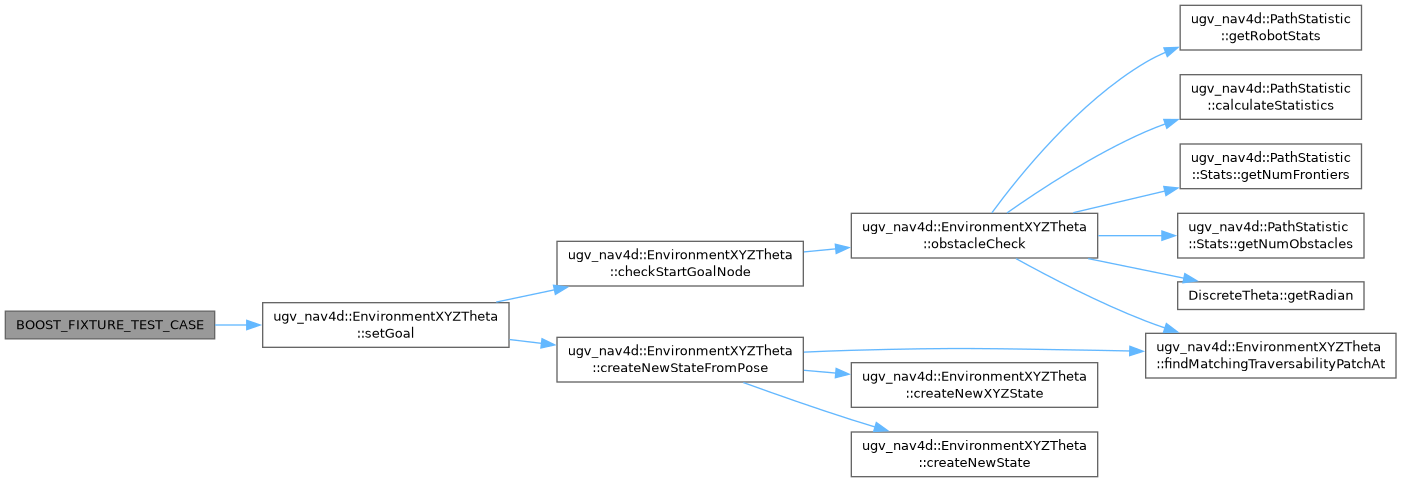 BOOST_FIXTURE_TEST_CASE
ugv_nav4d::EnvironmentXYZTheta
::setGoal
ugv_nav4d::EnvironmentXYZTheta
::checkStartGoalNode
ugv_nav4d::EnvironmentXYZTheta
::createNewStateFromPose
ugv_nav4d::EnvironmentXYZTheta
::obstacleCheck
ugv_nav4d::EnvironmentXYZTheta
::createNewXYZState
ugv_nav4d::EnvironmentXYZTheta
::createNewState
ugv_nav4d::PathStatistic
::getRobotStats
ugv_nav4d::PathStatistic
::calculateStatistics
ugv_nav4d::PathStatistic
::Stats::getNumFrontiers
ugv_nav4d::PathStatistic
::Stats::getNumObstacles
DiscreteTheta::getRadian
ugv_nav4d::EnvironmentXYZTheta
::findMatchingTraversabilityPatchAt